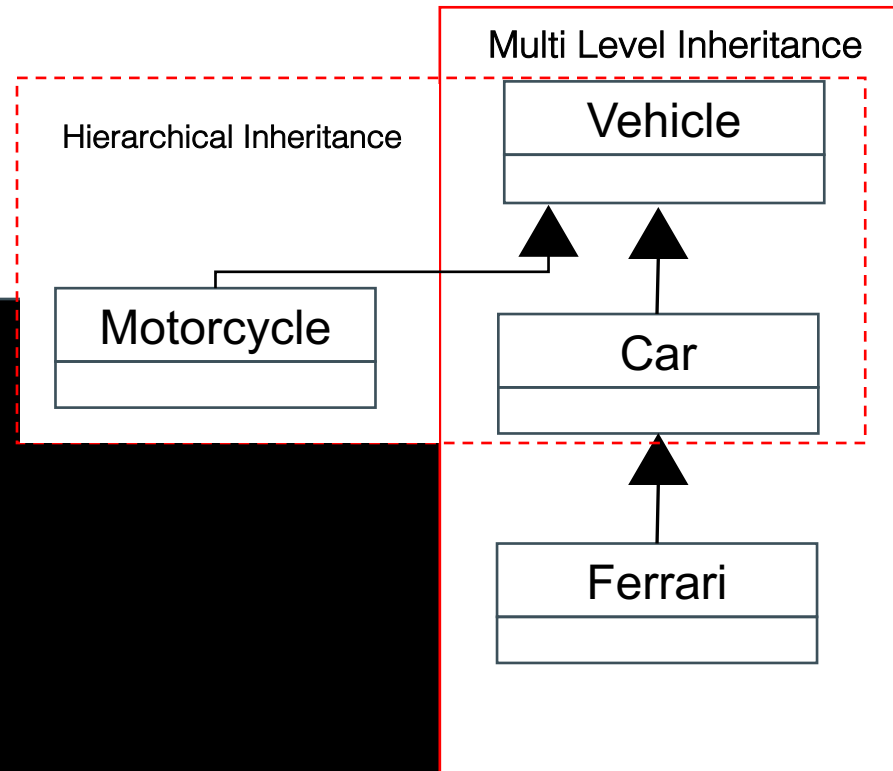 Multi Level Inheritance
Hierarchical Inheritance
Vehicle
Motorcycle
Car
Ferrari